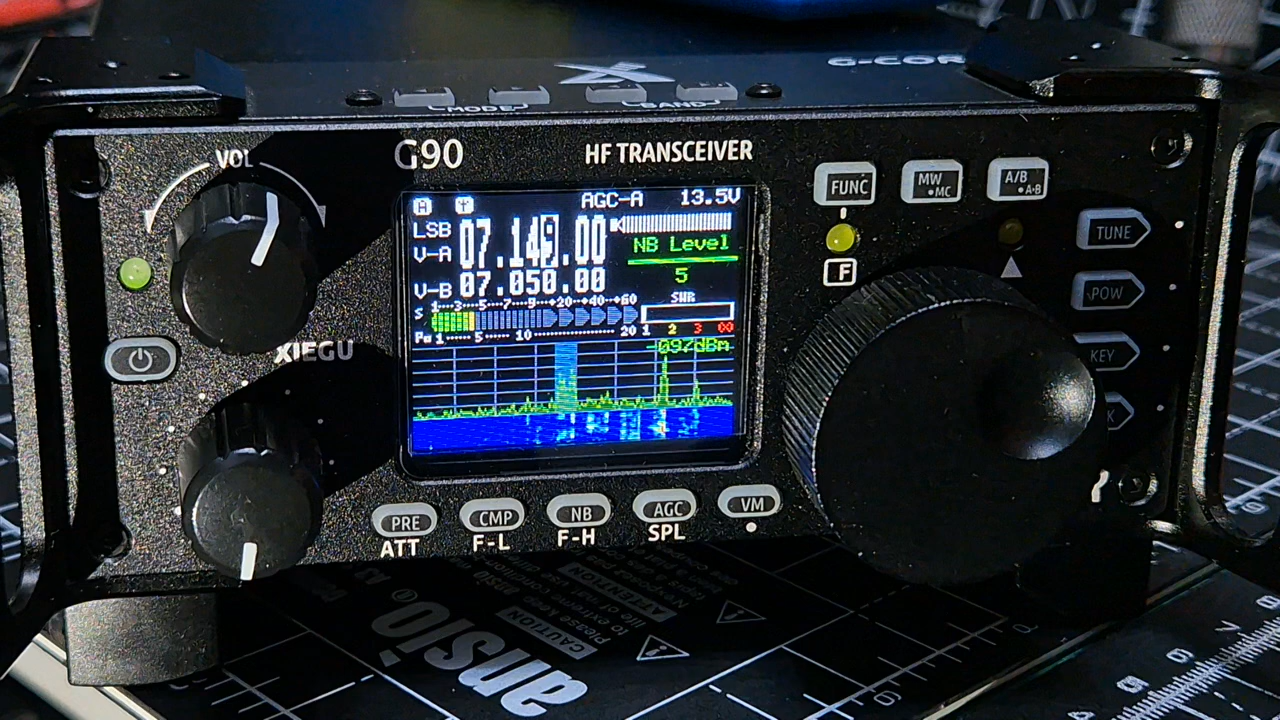 G-COR
MODE
BAND
VOL
G90
HF TRANSCEIVER
FUNC
MW
MC
A/B
A=B
AGC-A
13.5V
LSB
07.149.00
V-A
NB Level
5
V-B
07.050.00
S 1 3 5 7 9 +20 +40 +60
SWR
Po 1 5 10 20
1 2 3 ∞
-097dBm
F
TUNE
POW
KEY
K
XIEGU
PRE
CMP
NB
AGC
VM
ATT
F-L
F-H
SPL
ansio
®
CAUTION
Please keep
ATTENTION